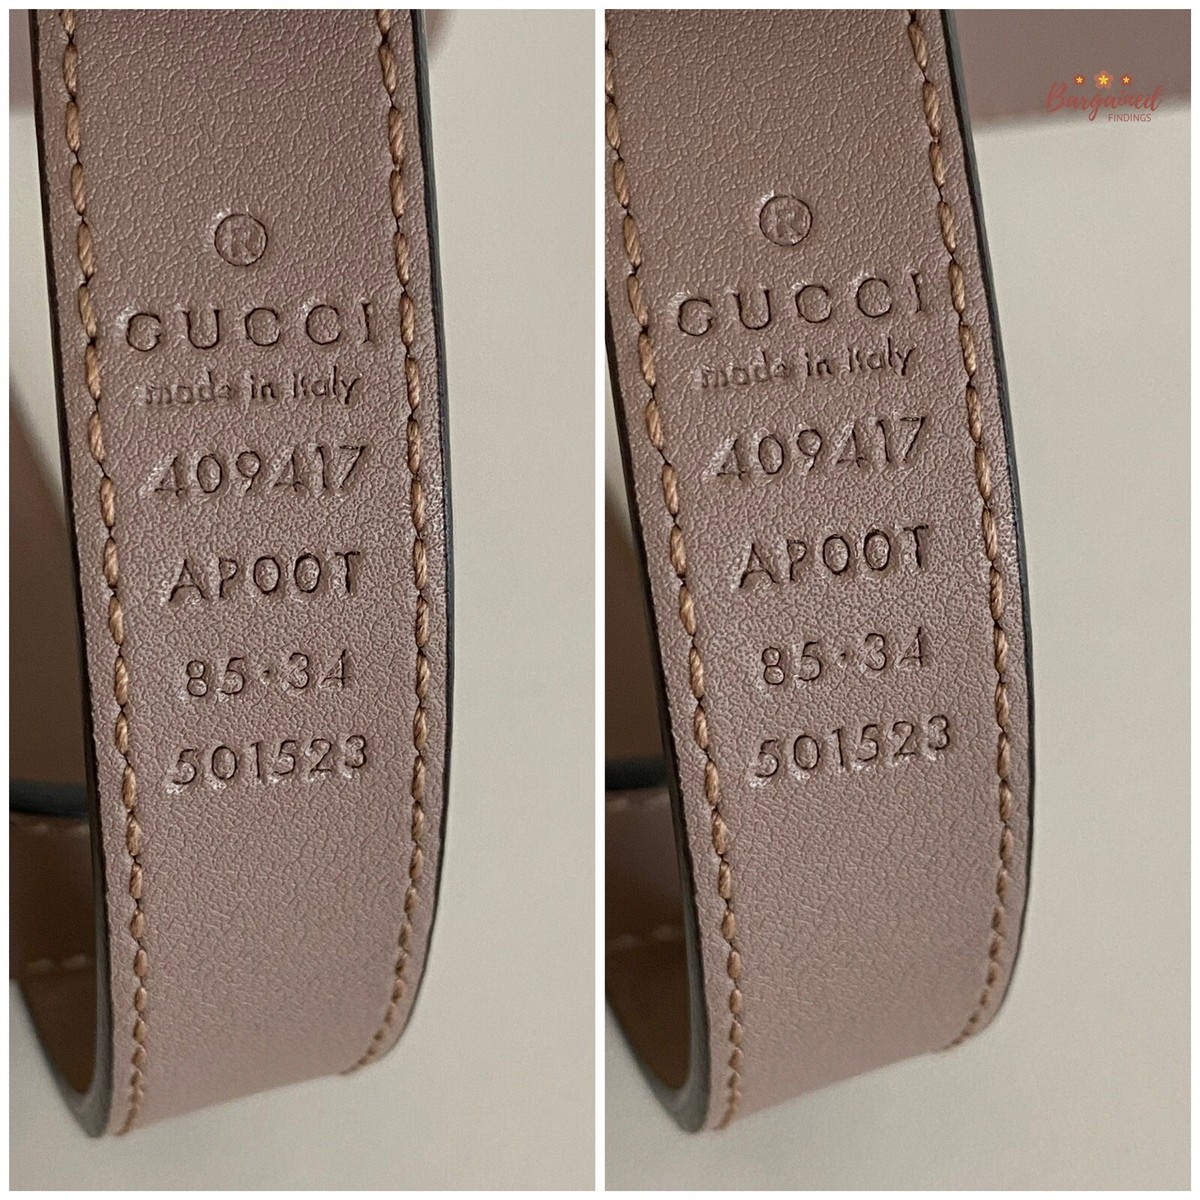 ®
GUCCI
made in Italy
409417
AP00T
85·34
501523
®
GUCCI
made in Italy
409417
AP00T
85·34
501523
Bargained
FINDINGS